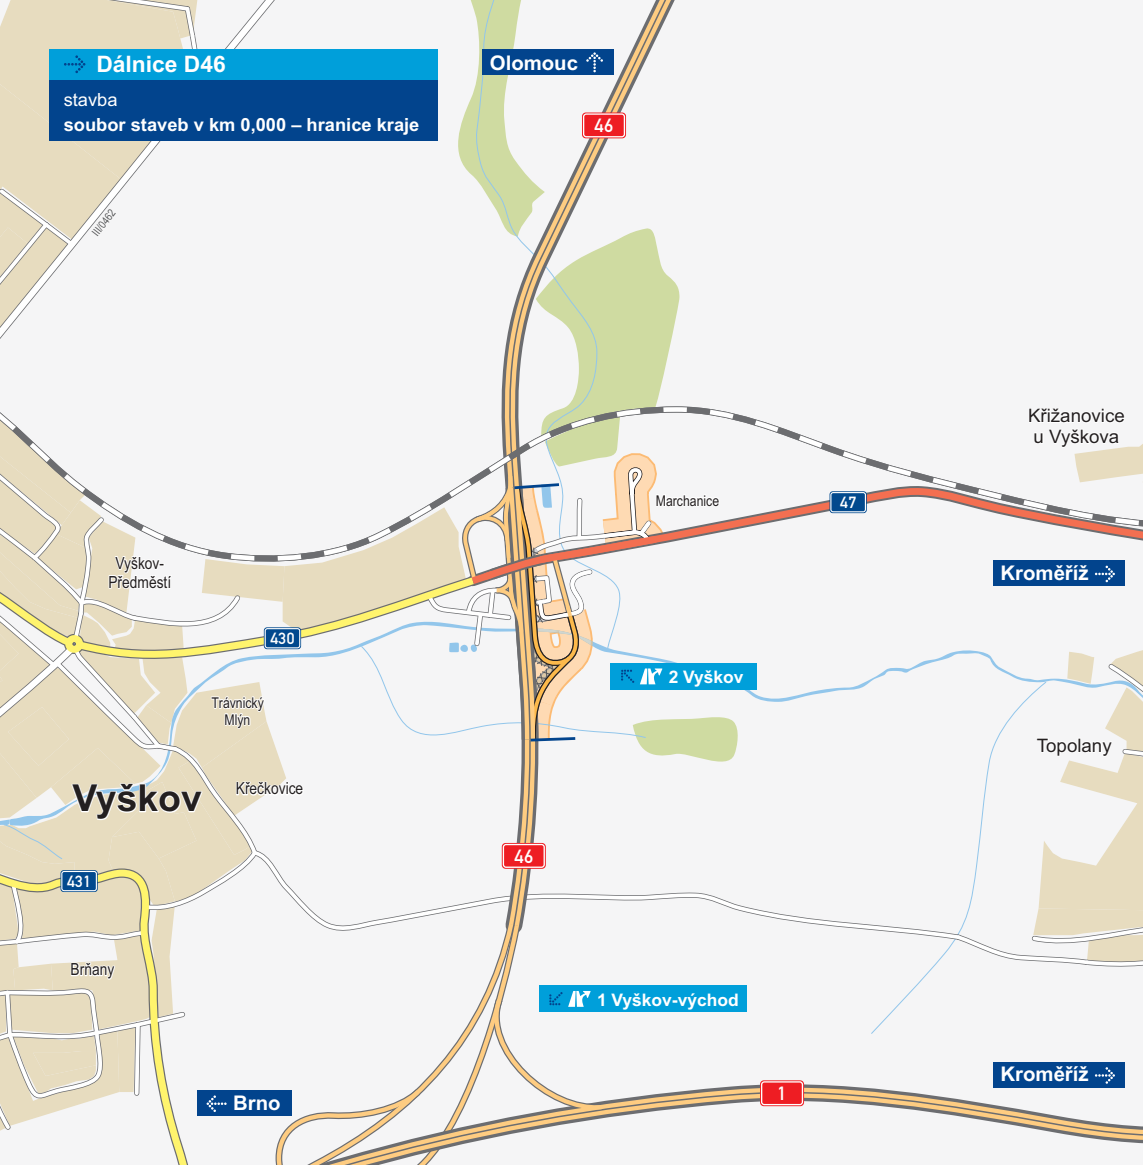 Dálnice D46
stavba
soubor staveb v km 0,000 – hranice kraje
Olomouc
46
III/0462
Křižanovice
u Vyškova
Marchanice
47
Vyškov-
Předměstí
Kroměříž
430
2 Vyškov
Trávnický
Mlýn
Topolany
Křečkovice
Vyškov
46
431
Brňany
1 Vyškov-východ
Kroměříž
1
Brno